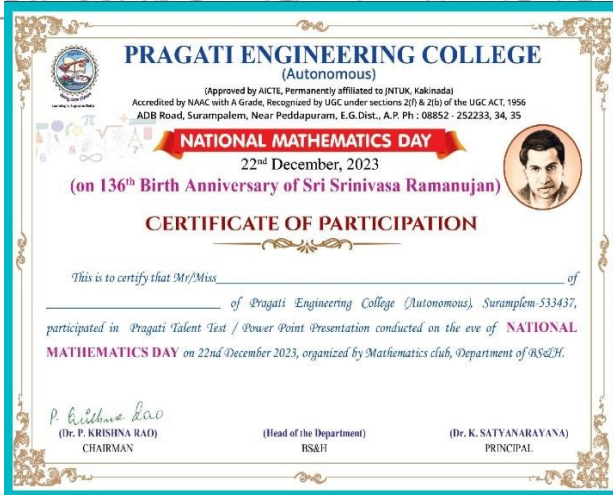 PRAGATI ENGINEERING COLLEGE
(Autonomous)
(Approved by AICTE, Permanently affiliated to JNTUK, Kakinada)
Accredited by NAAC with A Grade, Recognized by UGC under sections 2(f) & 2(b) of the UGC ACT, 1956
ADB Road, Surampalem, Near Peddapuram, E.G.Dist., A.P. Ph : 08852 - 252233, 34, 35
NATIONAL MATHEMATICS DAY
22nd December, 2023
(on 136th Birth Anniversary of Sri Srinivasa Ramanujan)
CERTIFICATE OF PARTICIPATION
This is to certify that Mr/Miss of
of Pragati Engineering College (Autonomous), Suramplem-533437,
participated in Pragati Talent Test / Power Point Presentation conducted on the eve of NATIONAL
MATHEMATICS DAY on 22nd December 2023, organized by Mathematics club, Department of BS&H.
P. Krishna Rao
(Dr. P. KRISHNA RAO) (Head of the Department) (Dr. K. SATYANARAYANA)
CHAIRMAN BS&H PRINCIPAL